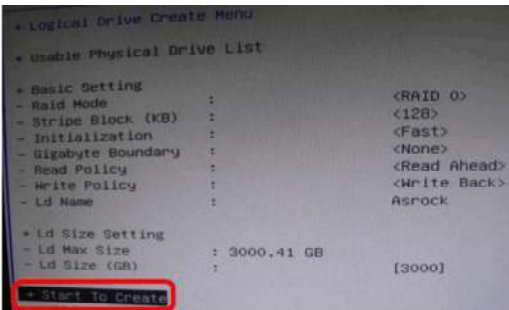 + Logical Drive Create Menu
+ Usable Physical Drive List
+ Basic Setting
- Raid Mode : <RAID 0>
- Stripe Block (KB) : <128>
- Initialization : <Fast>
- Gigabyte Boundary : <None>
- Read Policy : <Read Ahead>
- Write Policy : <Write Back>
- Ld Name : Asrock
+ Ld Size Setting
- Ld Max Size : 3000.41 GB
- Ld Size (GB) : [3000]
+ Start To Create